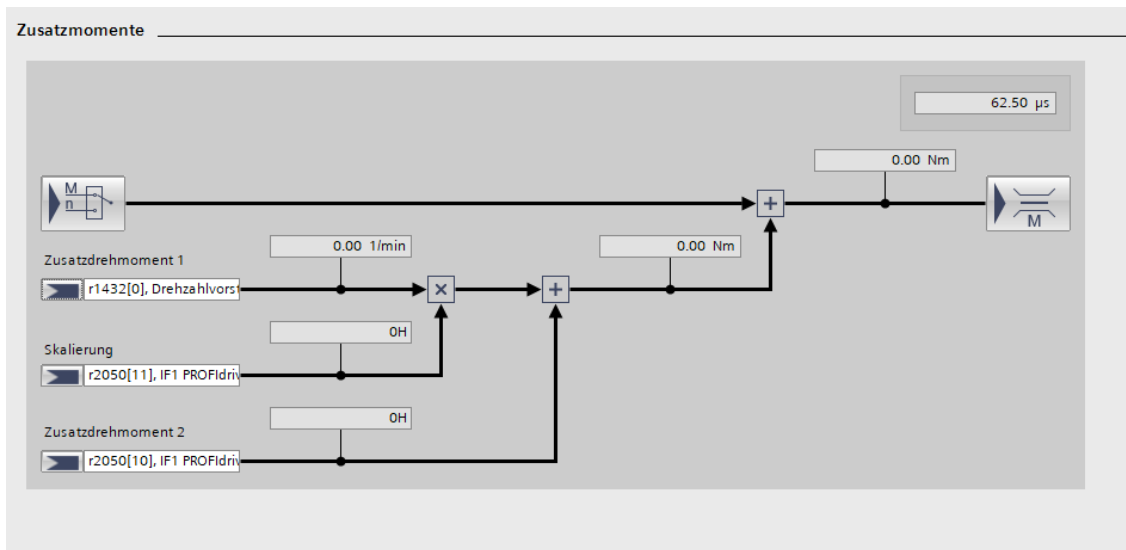 Zusatzmomente
62.50 µs
0.00 Nm
M
n
M
0.00 1/min
0.00 Nm
Zusatzdrehmoment 1
r1432[0], Drehzahlvorst
×
+
+
0H
Skalierung
r2050[11], IF1 PROFIdriv
0H
Zusatzdrehmoment 2
r2050[10], IF1 PROFIdriv